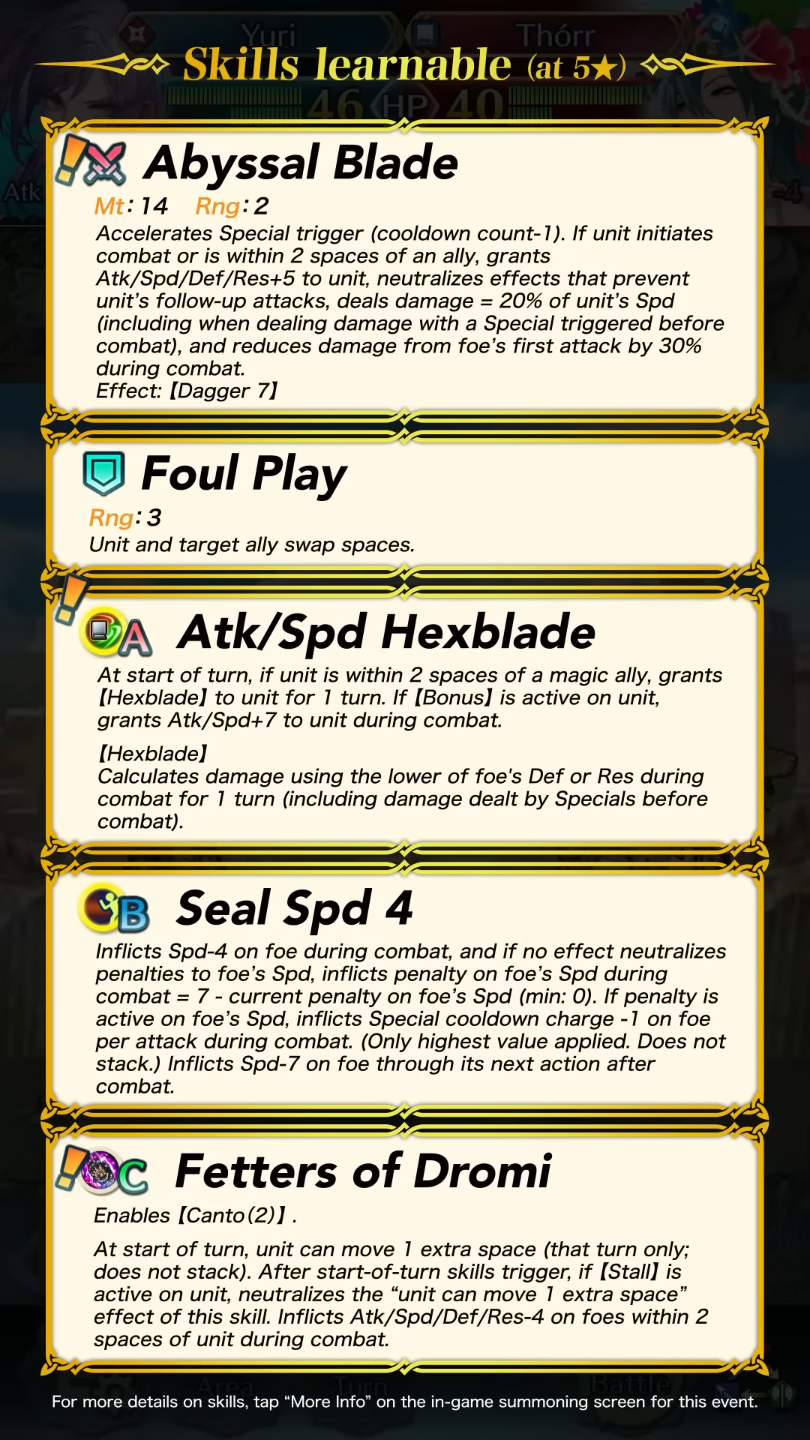 Yuri Thórr
Skills learnable (at 5★)
46 HP 40
Atk -4
Abyssal Blade
Mt: 14 Rng: 2
Accelerates Special trigger (cooldown count-1). If unit initiates
combat or is within 2 spaces of an ally, grants
Atk/Spd/Def/Res+5 to unit, neutralizes effects that prevent
unit's follow-up attacks, deals damage = 20% of unit's Spd
(including when dealing damage with a Special triggered before
combat), and reduces damage from foe's first attack by 30%
during combat.
Effect:【Dagger 7】
Foul Play
Rng: 3
Unit and target ally swap spaces.
A Atk/Spd Hexblade
At start of turn, if unit is within 2 spaces of a magic ally, grants
【Hexblade】to unit for 1 turn. If【Bonus】is active on unit,
grants Atk/Spd+7 to unit during combat.
【Hexblade】
Calculates damage using the lower of foe's Def or Res during
combat for 1 turn (including damage dealt by Specials before
combat).
B Seal Spd 4
Inflicts Spd-4 on foe during combat, and if no effect neutralizes
penalties to foe's Spd, inflicts penalty on foe's Spd during
combat = 7 - current penalty on foe's Spd (min: 0). If penalty is
active on foe's Spd, inflicts Special cooldown charge -1 on foe
per attack during combat. (Only highest value applied. Does not
stack.) Inflicts Spd-7 on foe through its next action after
combat.
C Fetters of Dromi
Enables【Canto(2)】.
At start of turn, unit can move 1 extra space (that turn only;
does not stack). After start-of-turn skills trigger, if【Stall】is
active on unit, neutralizes the “unit can move 1 extra space”
effect of this skill. Inflicts Atk/Spd/Def/Res-4 on foes within 2
spaces of unit during combat.
Area Turn Battle
For more details on skills, tap “More Info” on the in-game summoning screen for this event.